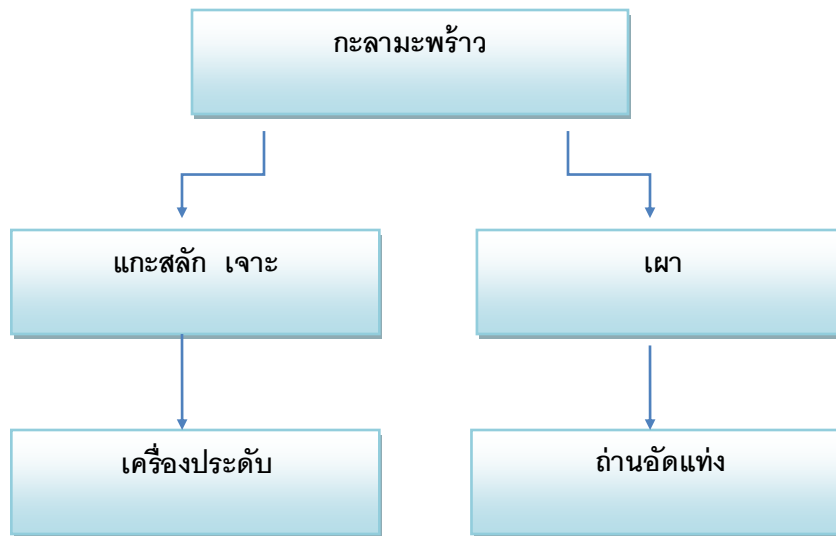 กะลามะพร้าว
แกะสลัก เจาะ
เผา
เครื่องประดับ
ถ่านอัดแท่ง